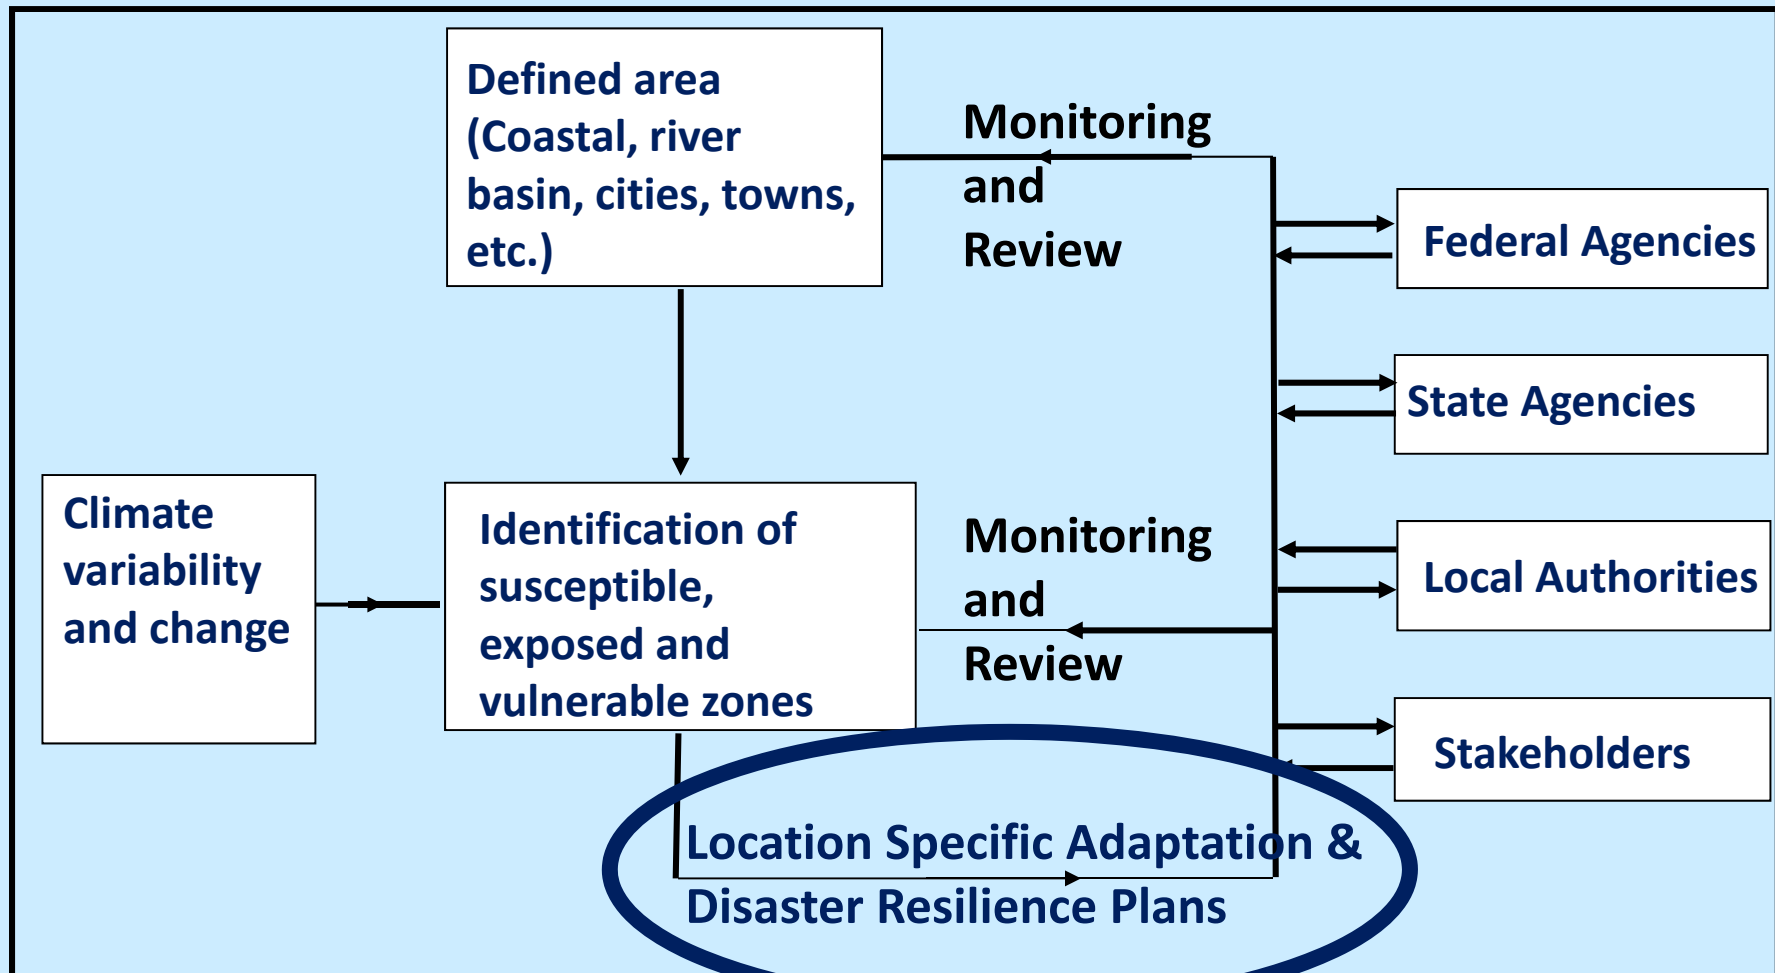 Defined area
(Coastal, river
basin, cities, towns,
etc.)
Monitoring
and
Review
Federal Agencies
State Agencies
Climate
variability
and change
Identification of
susceptible,
exposed and
vulnerable zones
Monitoring
and
Review
Local Authorities
Stakeholders
Location Specific Adaptation &
Disaster Resilience Plans